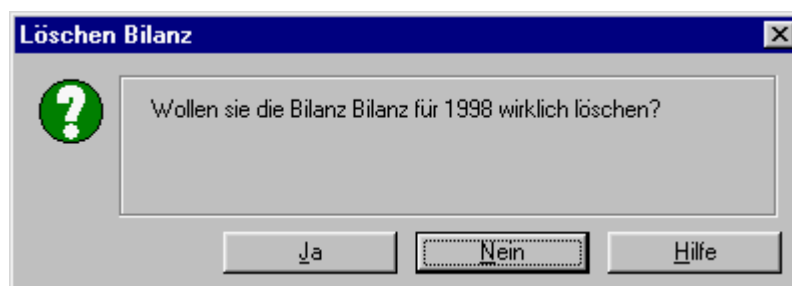 Löschen Bilanz
Wollen sie die Bilanz Bilanz für 1998 wirklich löschen?
Ja
Nein
Hilfe